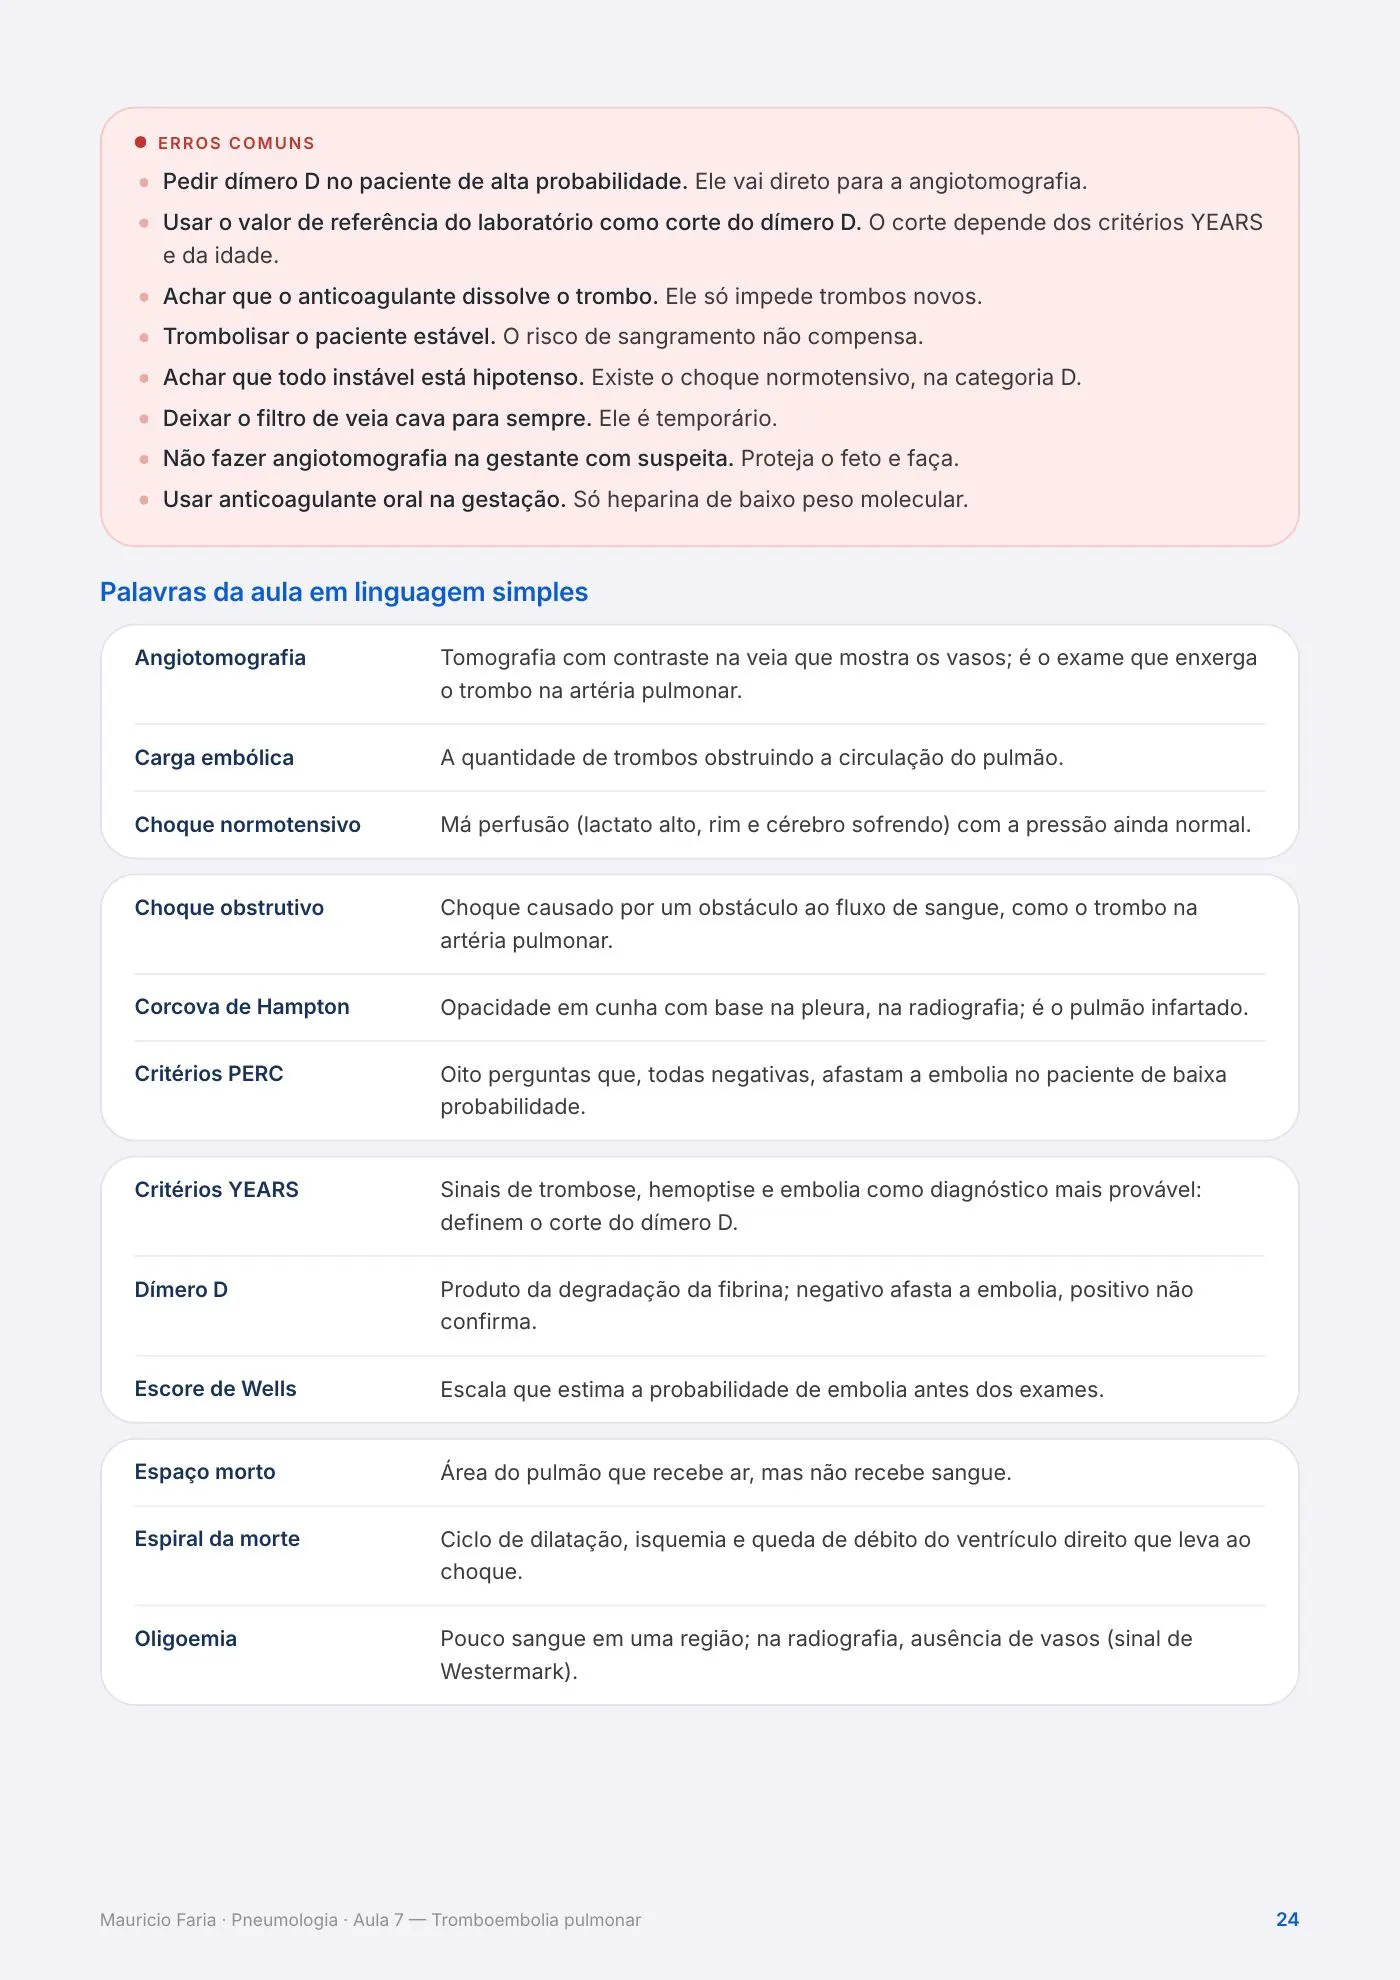 ERROS COMUNS
Pedir dímero D no paciente de alta probabilidade. Ele vai direto para a angiotomografia.
Usar o valor de referência do laboratório como corte do dímero D. O corte depende dos critérios YEARS
e da idade.
Achar que o anticoagulante dissolve o trombo. Ele só impede trombos novos.
Trombolisar o paciente estável. O risco de sangramento não compensa.
Achar que todo instável está hipotenso. Existe o choque normotensivo, na categoria D.
Deixar o filtro de veia cava para sempre. Ele é temporário.
Não fazer angiotomografia na gestante com suspeita. Proteja o feto e faça.
Usar anticoagulante oral na gestação. Só heparina de baixo peso molecular.
Palavras da aula em linguagem simples
Angiotomografia Tomografia com contraste na veia que mostra os vasos; é o exame que enxerga
o trombo na artéria pulmonar.
Carga embólica A quantidade de trombos obstruindo a circulação do pulmão.
Choque normotensivo Má perfusão (lactato alto, rim e cérebro sofrendo) com a pressão ainda normal.
Choque obstrutivo Choque causado por um obstáculo ao fluxo de sangue, como o trombo na
artéria pulmonar.
Corcova de Hampton Opacidade em cunha com base na pleura, na radiografia; é o pulmão infartado.
Critérios PERC Oito perguntas que, todas negativas, afastam a embolia no paciente de baixa
probabilidade.
Critérios YEARS Sinais de trombose, hemoptise e embolia como diagnóstico mais provável:
definem o corte do dímero D.
Dímero D Produto da degradação da fibrina; negativo afasta a embolia, positivo não
confirma.
Escore de Wells Escala que estima a probabilidade de embolia antes dos exames.
Espaço morto Área do pulmão que recebe ar, mas não recebe sangue.
Espiral da morte Ciclo de dilatação, isquemia e queda de débito do ventrículo direito que leva ao
choque.
Oligoemia Pouco sangue em uma região; na radiografia, ausência de vasos (sinal de
Westermark).
Mauricio Faria · Pneumologia · Aula 7 — Tromboembolia pulmonar 24